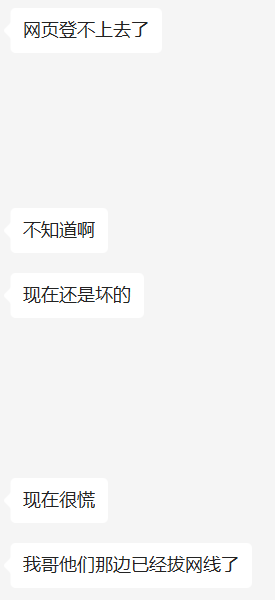 网页登不上去了
不知道啊
现在还是坏的
现在很慌
我哥他们那边已经拔网线了